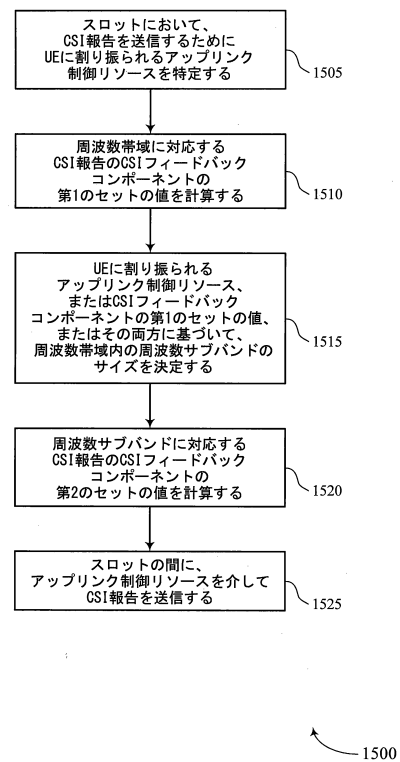 スロットにおいて、
CSI報告を送信するために
UEに割り振られるアップリンク
制御リソースを特定する
1505
周波数帯域に対応する
CSI報告のCSIフィードバック
コンポーネントの
第1のセットの値を計算する
1510
UEに割り振られる
アップリンク制御リソース、
またはCSIフィードバック
コンポーネントの第1のセットの値、
またはその両方に基づいて、
周波数帯域内の周波数サブバンドの
サイズを決定する
1515
周波数サブバンドに対応する
CSI報告のCSIフィードバック
コンポーネントの
第2のセットの値を計算する
1520
スロットの間に、
アップリンク制御リソースを介して
CSI報告を送信する
1525
1500